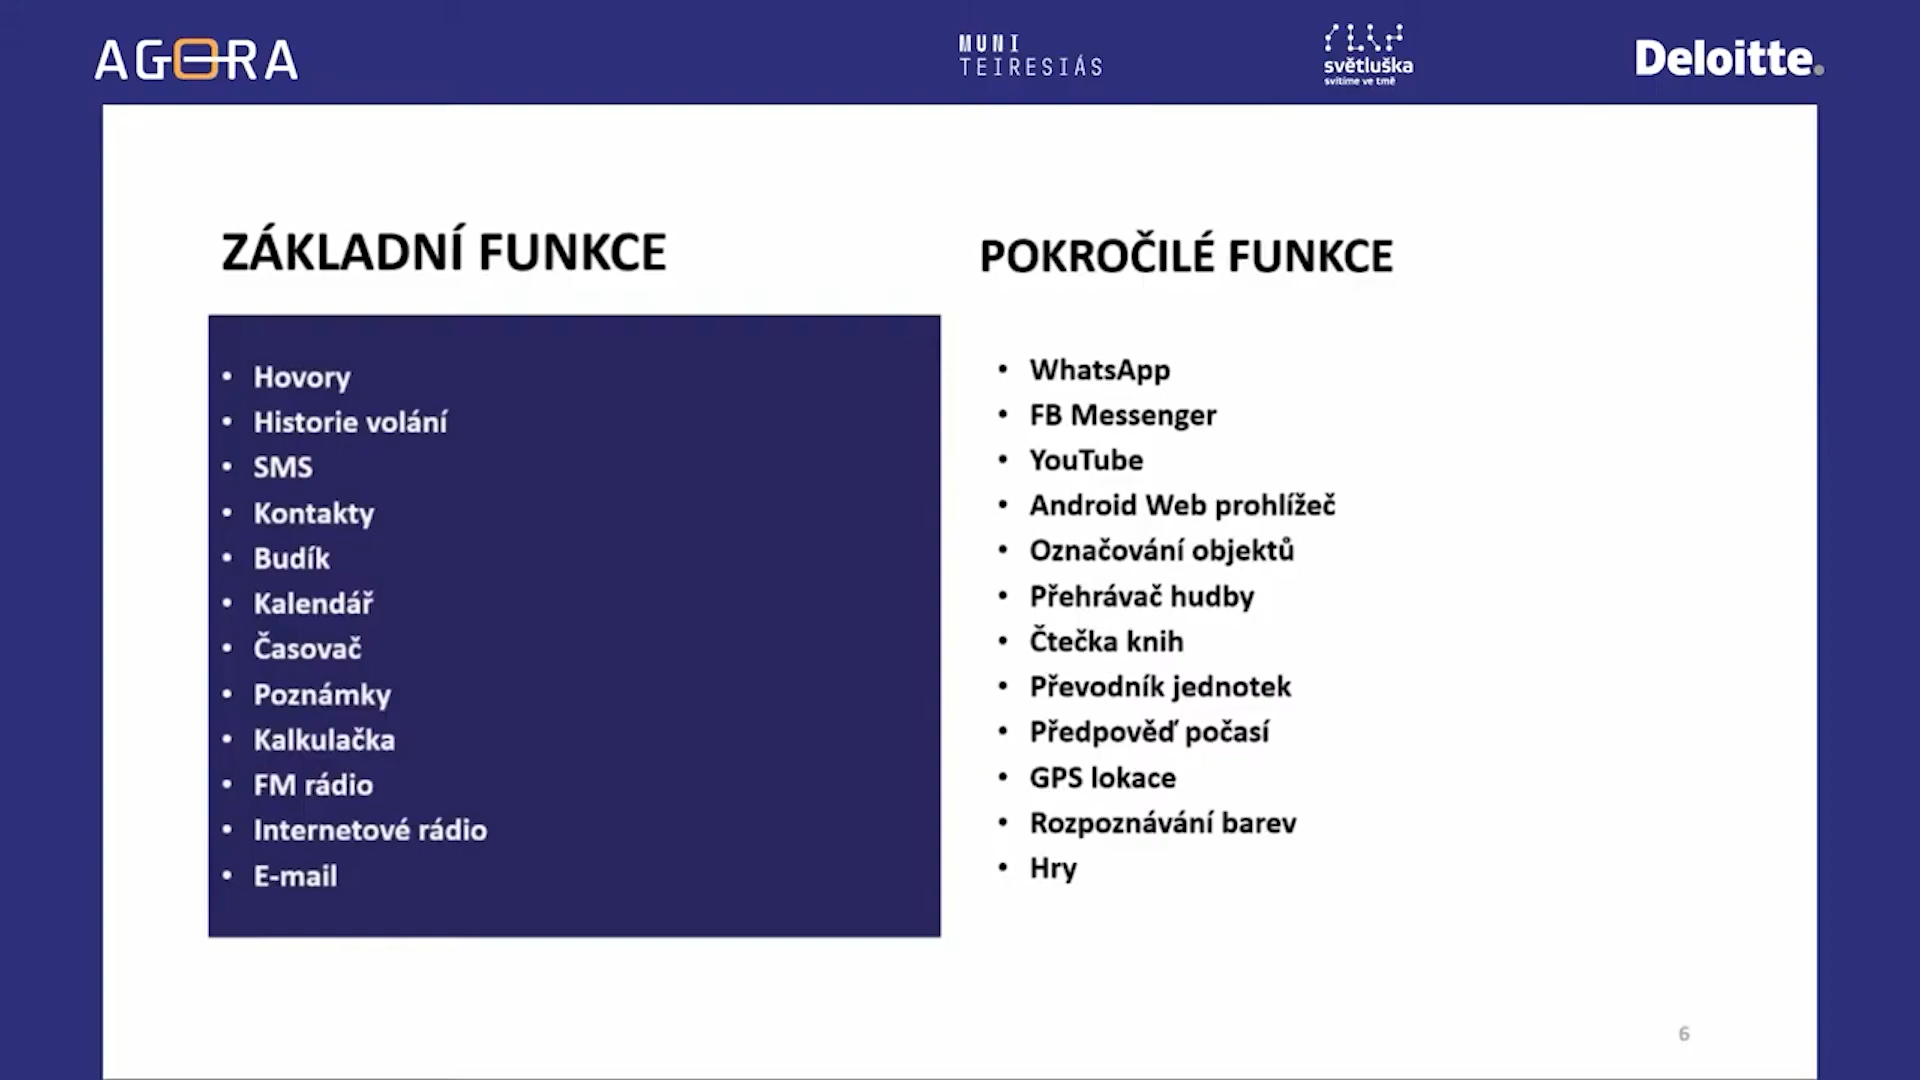 AGORA
MUNI
TEIRESIÁS
světluška
svítíme ve tmě
Deloitte.
ZÁKLADNÍ FUNKCE
• Hovory
• Historie volání
• SMS
• Kontakty
• Budík
• Kalendář
• Časovač
• Poznámky
• Kalkulačka
• FM rádio
• Internetové rádio
• E-mail
POKROČILÉ FUNKCE
• WhatsApp
• FB Messenger
• YouTube
• Android Web prohlížeč
• Označování objektů
• Přehrávač hudby
• Čtečka knih
• Převodník jednotek
• Předpověď počasí
• GPS lokace
• Rozpoznávání barev
• Hry
6